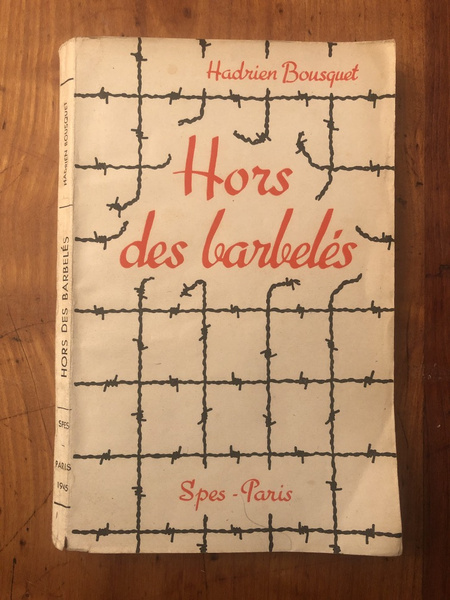 Hadrien Bousquet
Hors
des barbelés
Spes - Paris
HADRIEN BOUSQUET
HORS DES BARBELÉS
SPES
-
PARIS
1945